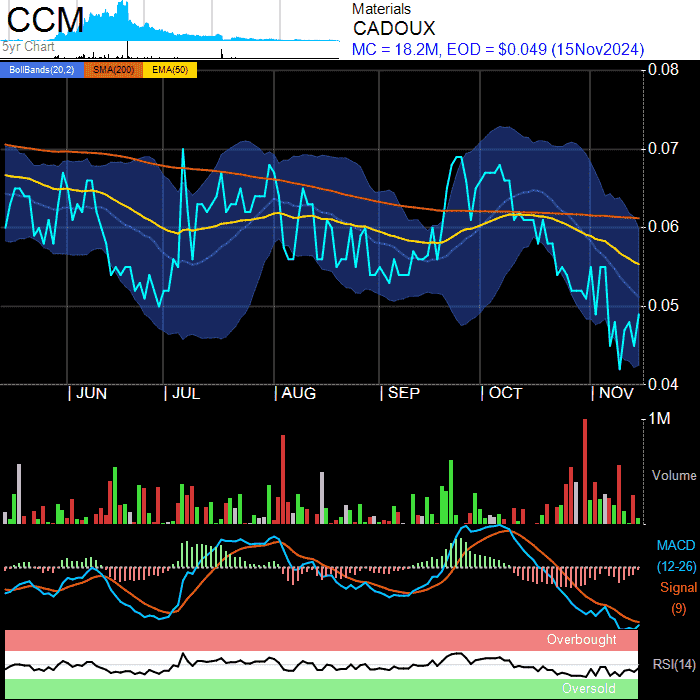 CCM
5yr Chart
Materials
CADOUX
MC = 18.2M, EOD = $0.049 (15Nov2024)
BollBands(20,2) SMA(200) EMA(50)
0.08
0.07
0.06
0.05
0.04
JUN JUL AUG SEP OCT NOV
1M
Volume
MACD
(12-26)
Signal
(9)
Overbought
RSI(14)
Oversold